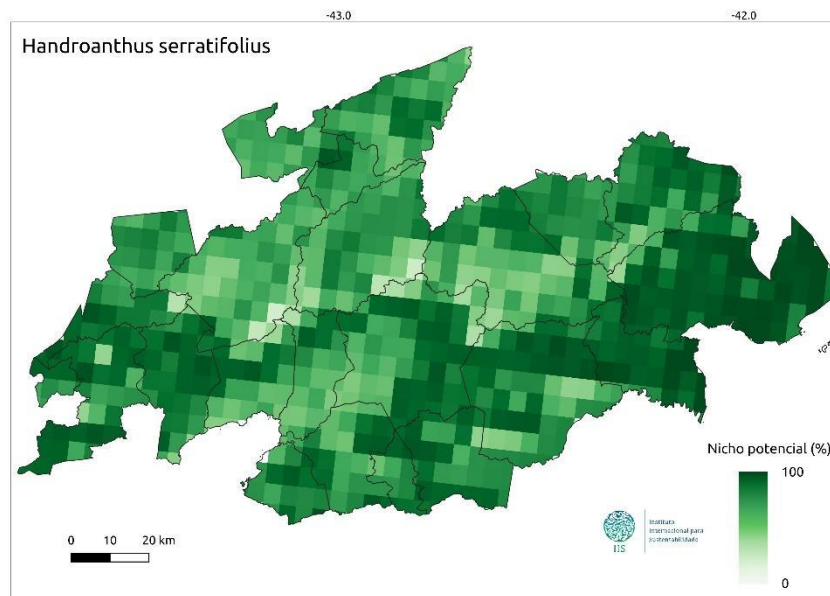 -43.0
-42.0
Handroanthus serratifolius
Nicho potencial (%)
100
0
0
10
20 km
IIS
Instituto
Internacional para
Sustentabilidade